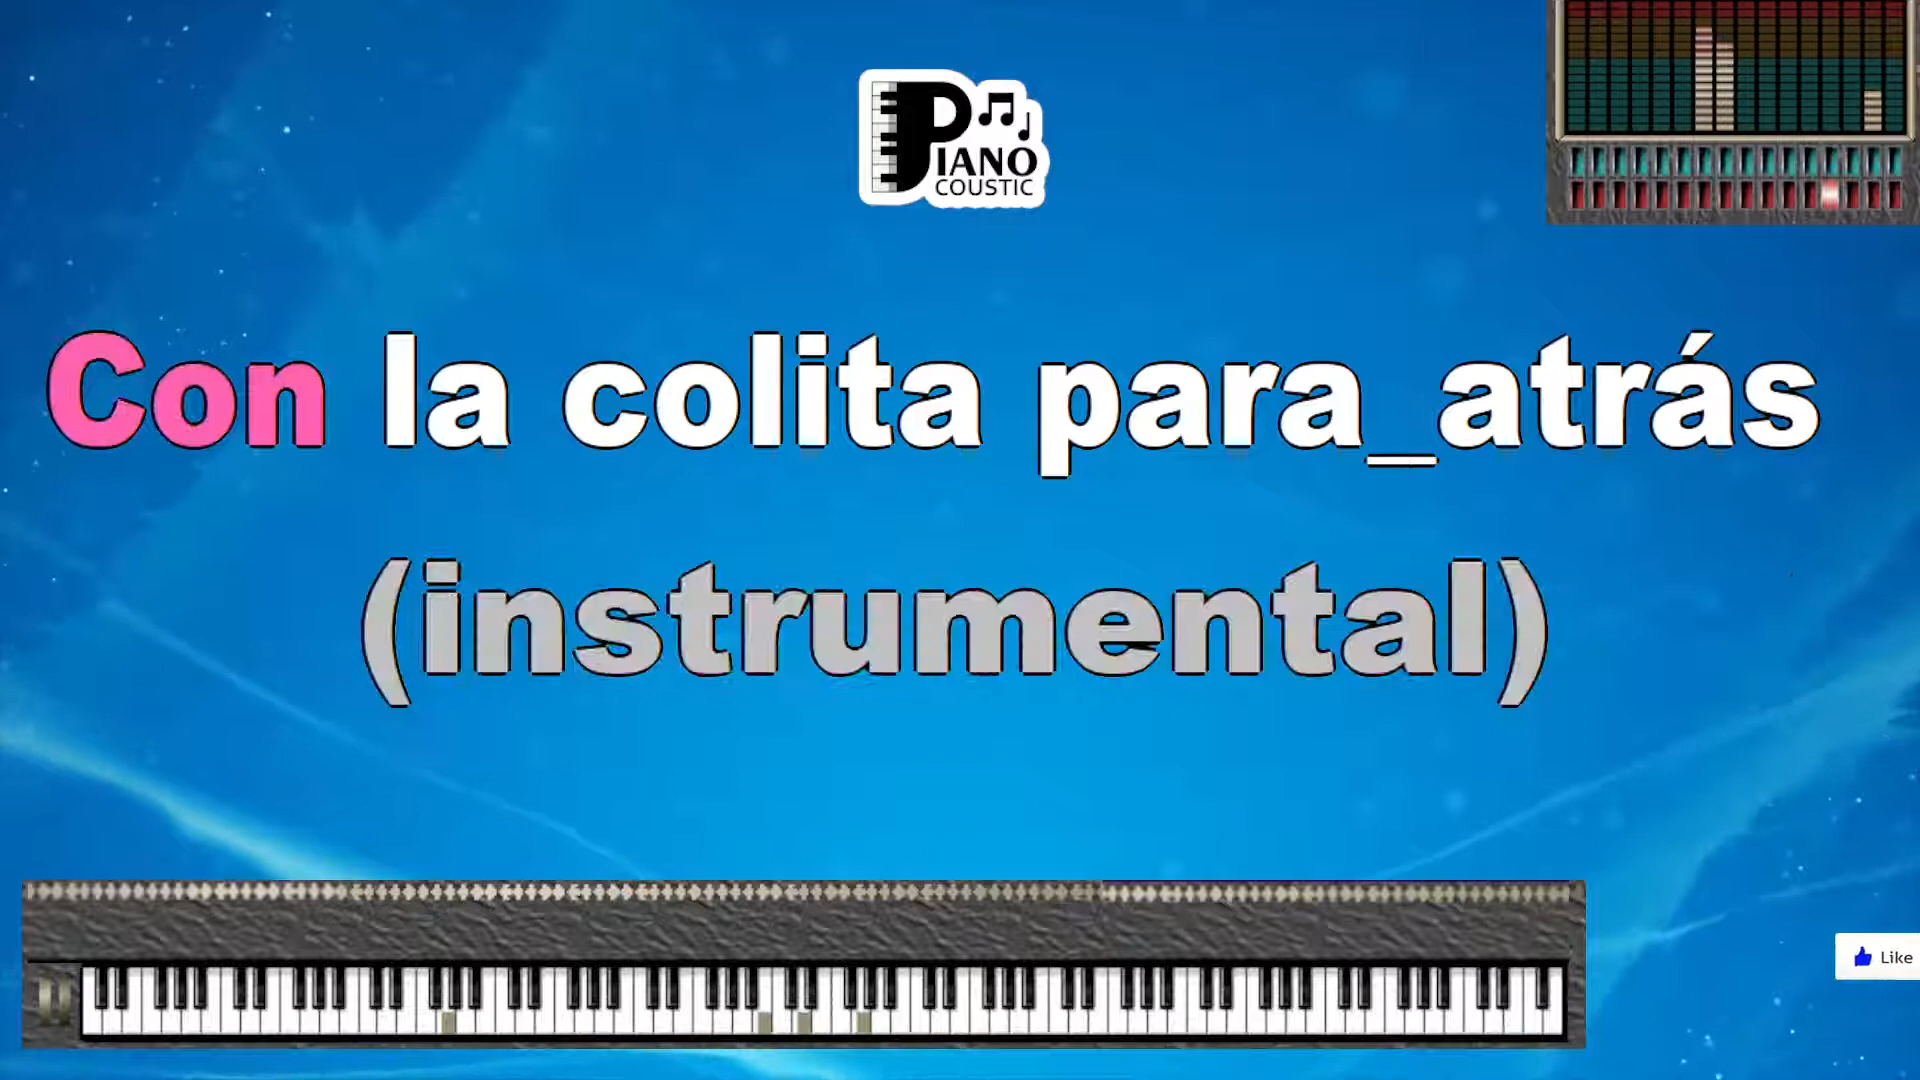 PIANO
COUSTIC
Con la colita para_atrás
(instrumental)
Like